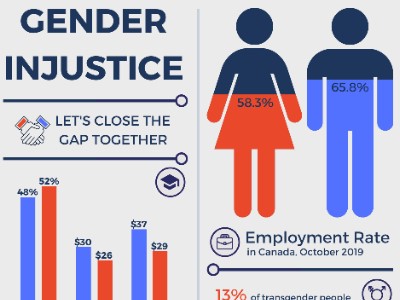 GENDER
INJUSTICE
LET'S CLOSE THE
GAP TOGETHER
48%
52%
$30
$26
$37
$29
58.3%
65.8%
Employment Rate
in Canada, October 2019
13% of transgender people